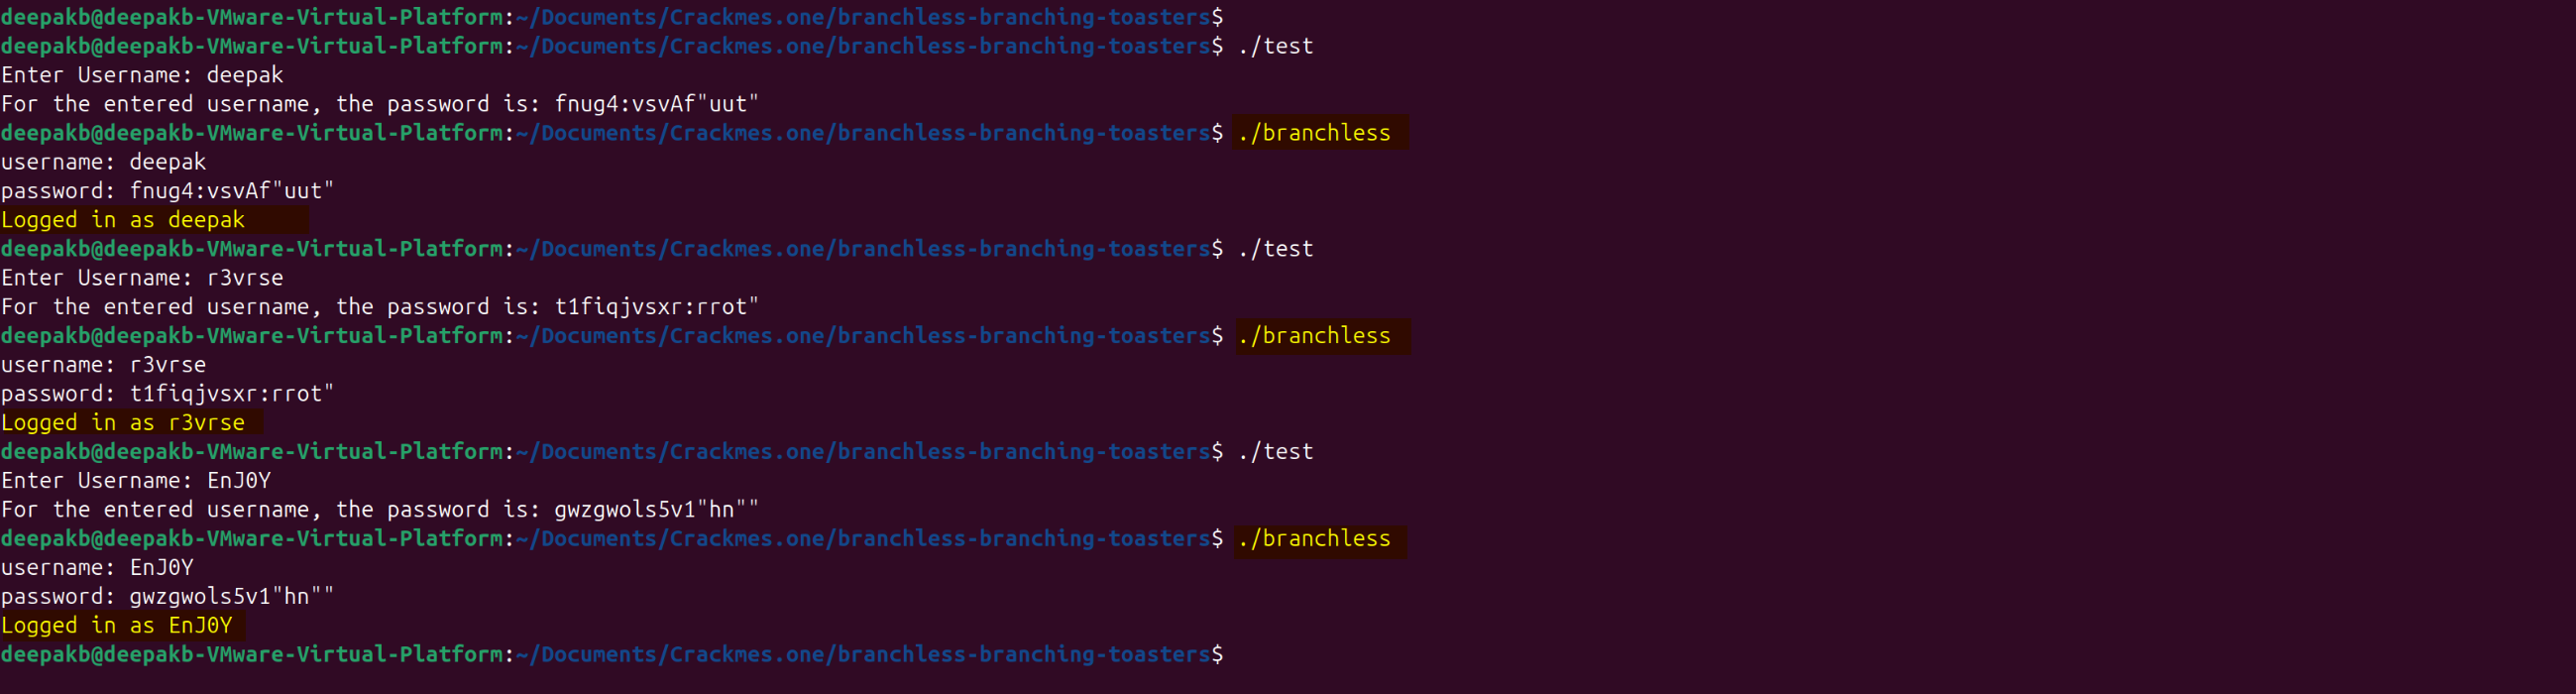 deepakb@deepakb-VMware-Virtual-Platform:~/Documents/Crackmes.one/branchless-branching-toasters$
deepakb@deepakb-VMware-Virtual-Platform:~/Documents/Crackmes.one/branchless-branching-toasters$ ./test
Enter Username: deepak
For the entered username, the password is: fnug4:vsvAf"uut"
deepakb@deepakb-VMware-Virtual-Platform:~/Documents/Crackmes.one/branchless-branching-toasters$ ./branchless
username: deepak
password: fnug4:vsvAf"uut"
Logged in as deepak
deepakb@deepakb-VMware-Virtual-Platform:~/Documents/Crackmes.one/branchless-branching-toasters$ ./test
Enter Username: r3vrse
For the entered username, the password is: t1fiqjvsxr:rrot"
deepakb@deepakb-VMware-Virtual-Platform:~/Documents/Crackmes.one/branchless-branching-toasters$ ./branchless
username: r3vrse
password: t1fiqjvsxr:rrot"
Logged in as r3vrse
deepakb@deepakb-VMware-Virtual-Platform:~/Documents/Crackmes.one/branchless-branching-toasters$ ./test
Enter Username: EnJ0Y
For the entered username, the password is: gwzgwols5v1"hn""
deepakb@deepakb-VMware-Virtual-Platform:~/Documents/Crackmes.one/branchless-branching-toasters$ ./branchless
username: EnJ0Y
password: gwzgwols5v1"hn""
Logged in as EnJ0Y
deepakb@deepakb-VMware-Virtual-Platform:~/Documents/Crackmes.one/branchless-branching-toasters$